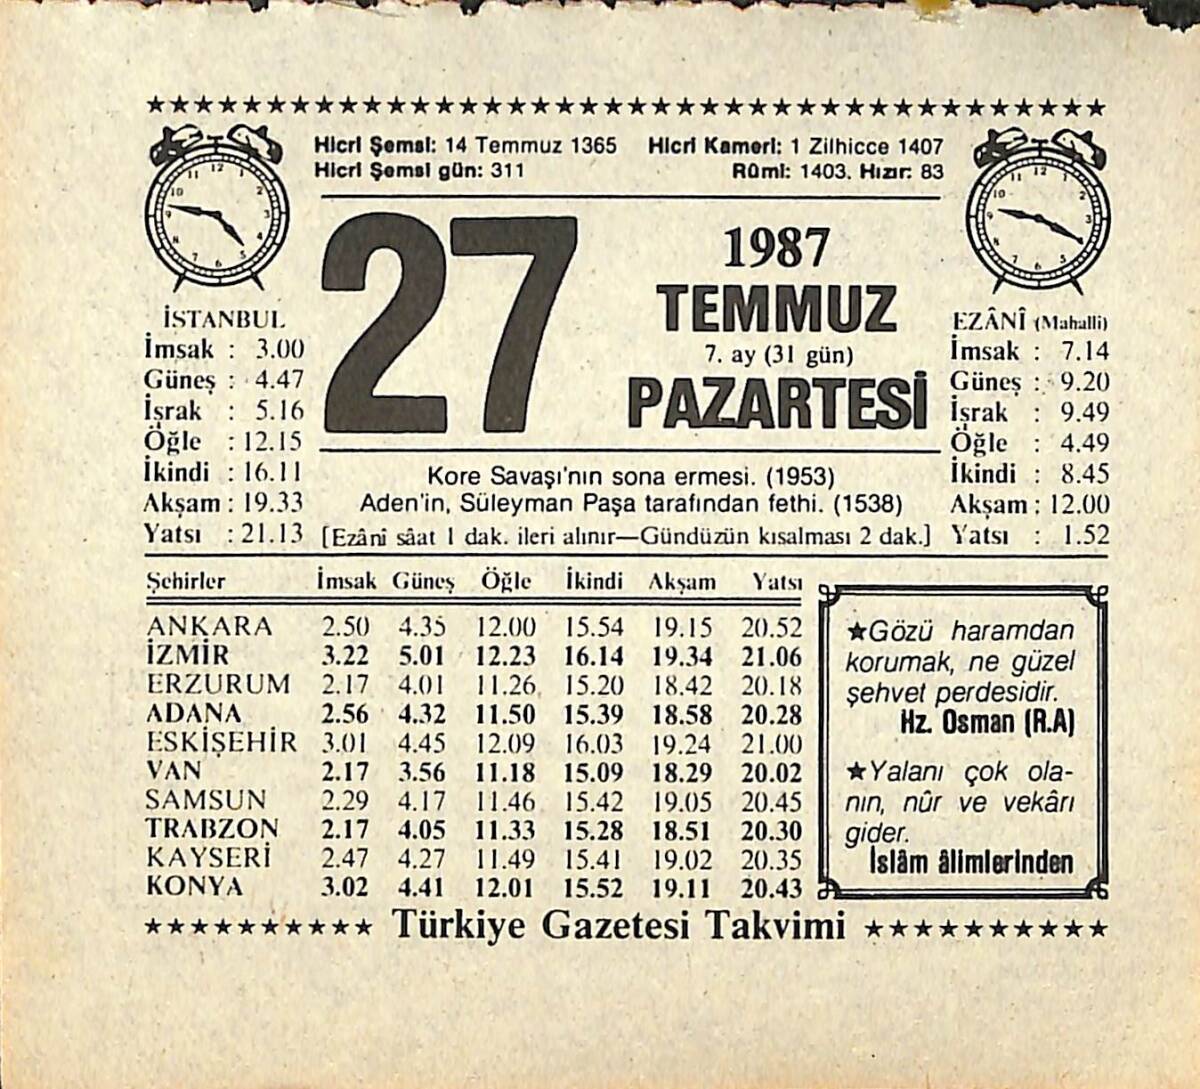 Hicrî Şemsî: 14 Temmuz 1365 Hicrî Kamerî: 1 Zilhicce 1407
Hicrî Şemsî gün: 311 Rûmî: 1403. Hızır: 83
27
1987
TEMMUZ
7. ay (31 gün)
PAZARTESİ
İSTANBUL
İmsak : 3.00
Güneş : 4.47
İşrak : 5.16
Öğle : 12.15
İkindi : 16.11
Akşam : 19.33
Yatsı : 21.13
EZÂNÎ (Mahalli)
İmsak : 7.14
Güneş : 9.20
İşrak : 9.49
Öğle : 4.49
İkindi : 8.45
Akşam : 12.00
Yatsı : 1.52
Kore Savaşı'nın sona ermesi. (1953)
Aden'in, Süleyman Paşa tarafından fethi. (1538)
[Ezânî sâat 1 dak. ileri alınır—Gündüzün kısalması 2 dak.]
Şehirler İmsak Güneş Öğle İkindi Akşam Yatsı
ANKARA 2.50 4.35 12.00 15.54 19.15 20.52
İZMİR 3.22 5.01 12.23 16.14 19.34 21.06
ERZURUM 2.17 4.01 11.26 15.20 18.42 20.18
ADANA 2.56 4.32 11.50 15.39 18.58 20.28
ESKİŞEHİR 3.01 4.45 12.09 16.03 19.24 21.00
VAN 2.17 3.56 11.18 15.09 18.29 20.02
SAMSUN 2.29 4.17 11.46 15.42 19.05 20.45
TRABZON 2.17 4.05 11.33 15.28 18.51 20.30
KAYSERİ 2.47 4.27 11.49 15.41 19.02 20.35
KONYA 3.02 4.41 12.01 15.52 19.11 20.43
★Gözü haramdan
korumak, ne güzel
şehvet perdesidir.
Hz. Osman (R.A)
★Yalanı çok ola-
nın, nûr ve vekârı
gider.
İslâm âlimlerinden
Türkiye Gazetesi Takvimi